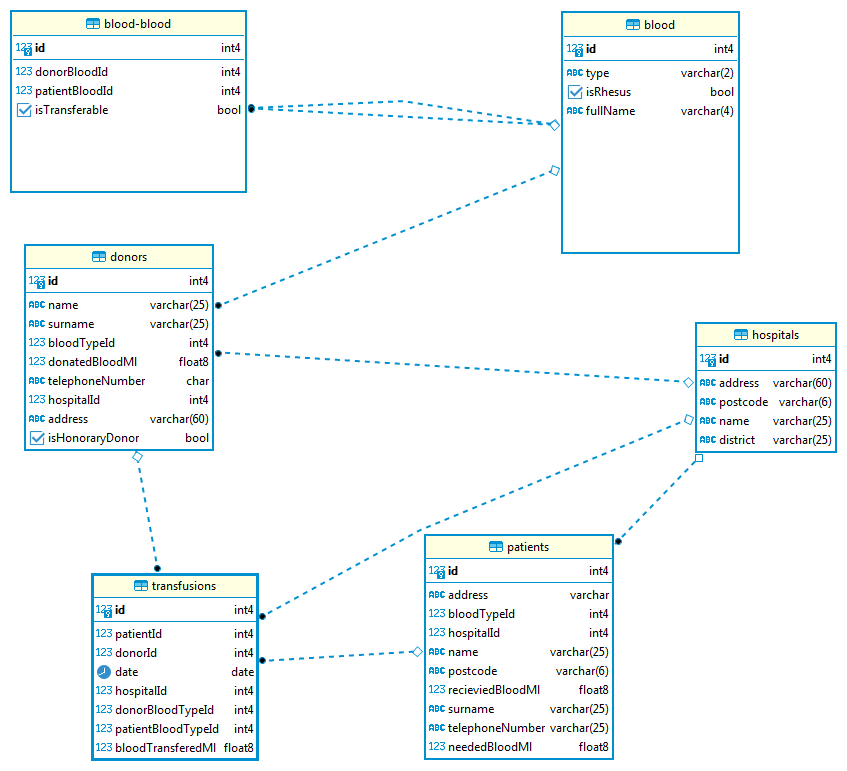 blood-blood
123 id int4
123 donorBloodId int4
123 patientBloodId int4
isTransferable bool
blood
123 id int4
ABC type varchar(2)
isRhesus bool
ABC fullName varchar(4)
donors
123 id int4
ABC name varchar(25)
ABC surname varchar(25)
123 bloodTypeId int4
123 donatedBloodMl float8
ABC telephoneNumber char
123 hospitalId int4
ABC address varchar(60)
isHonoraryDonor bool
hospitals
123 id int4
ABC address varchar(60)
ABC postcode varchar(6)
ABC name varchar(25)
ABC district varchar(25)
transfusions
123 id int4
123 patientId int4
123 donorId int4
date date
123 hospitalId int4
123 donorBloodTypeId int4
123 patientBloodTypeId int4
123 bloodTransferedMl float8
patients
123 id int4
ABC address varchar
123 bloodTypeId int4
123 hospitalId int4
ABC name varchar(25)
ABC postcode varchar(6)
123 recieviedBloodMl float8
ABC surname varchar(25)
ABC telephoneNumber varchar(25)
123 neededBloodMl float8